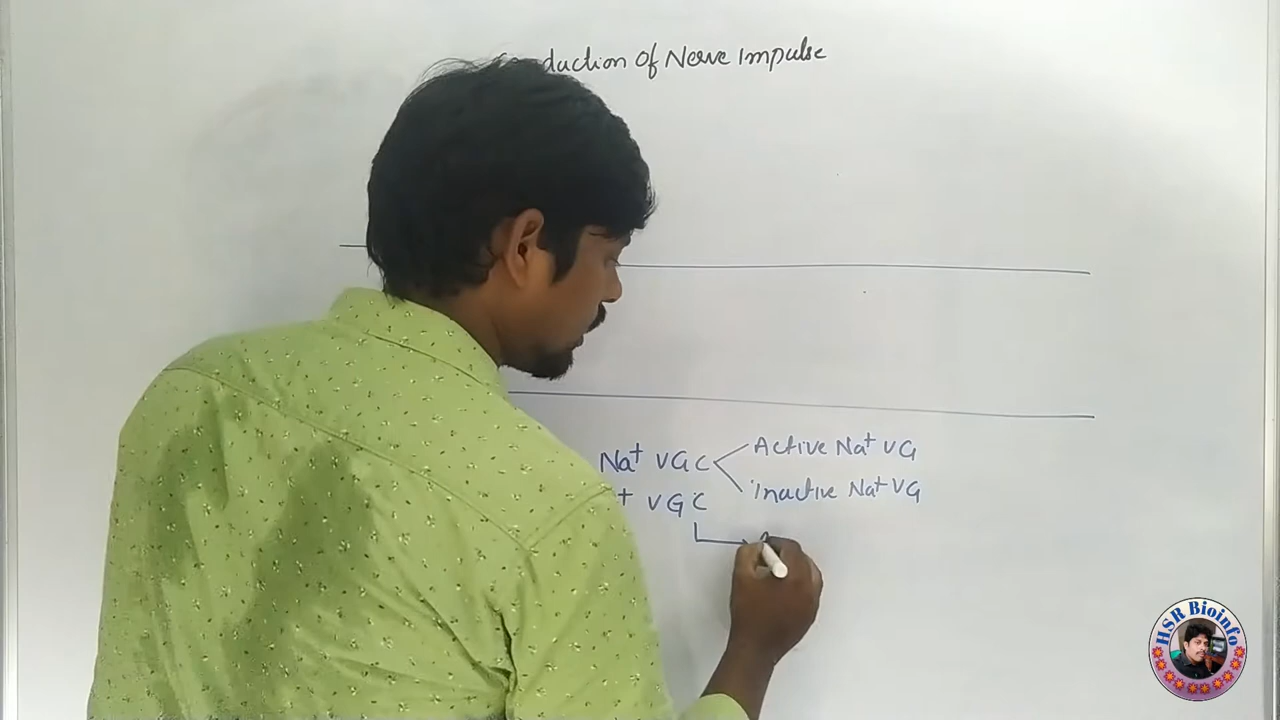 duction Of Nerve Impulse
Na+ VGC
Active Na+ VG
Inactive Na+ VG
+ VGC
HSR Bioinfo